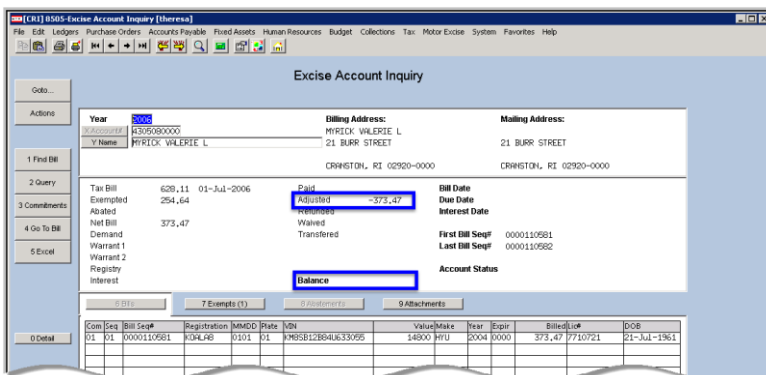 [CRI] 8505-Excise Account Inquiry [theresa]
File Edit Ledgers Purchase Orders Accounts Payable Fixed Assets Human Resources Budget Collections Tax Motor Excise System Favorites Help
Excise Account Inquiry
Goto...
Actions
1 Find Bill
2 Query
3 Commitments
4 Go To Bill
5 Excel
0 Detail
Year 2006 Billing Address: Mailing Address:
X Account# 4305080000 MYRICK VALERIE L
Y Name MYRICK VALERIE L 21 BURR STREET 21 BURR STREET
CRANSTON, RI 02920-0000 CRANSTON, RI 02920-0000
Tax Bill 628.11 01-Jul-2006 Paid Bill Date
Exempted 254.64 Adjusted -373.47 Due Date
Abated Refunded Interest Date
Net Bill 373.47 Waived
Demand Transfered First Bill Seq# 0000110581
Warrant 1 Last Bill Seq# 0000110582
Warrant 2
Registry Account Status
Interest Balance
6 Bills 7 Exempts (1) 8 Abatements 9 Attachments
Com Seq Bill Seq# Registration MMDD Plate VIN Value Make Year Expir Billed Lic# DOB
01 01 0000110581 KOALAB 0101 01 KM8SB12B84U633055 14800 HYU 2004 0000 373.47 7710721 21-Jul-1961